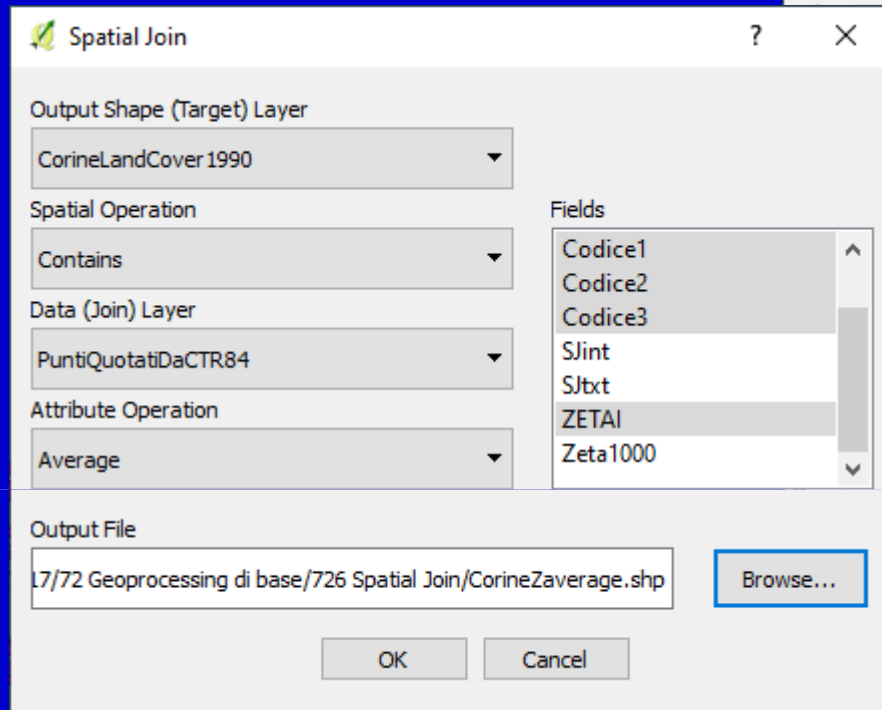 Spatial Join
?
Output Shape (Target) Layer
CorineLandCover1990
Spatial Operation
Contains
Data (Join) Layer
PuntiQuotatiDaCTR84
Attribute Operation
Average
Fields
Codice1
Codice2
Codice3
SJint
SJtxt
ZETAI
Zeta1000
Output File
17/72 Geoprocessing di base/726 Spatial Join/CorineZaverage.shp
Browse...
OK
Cancel